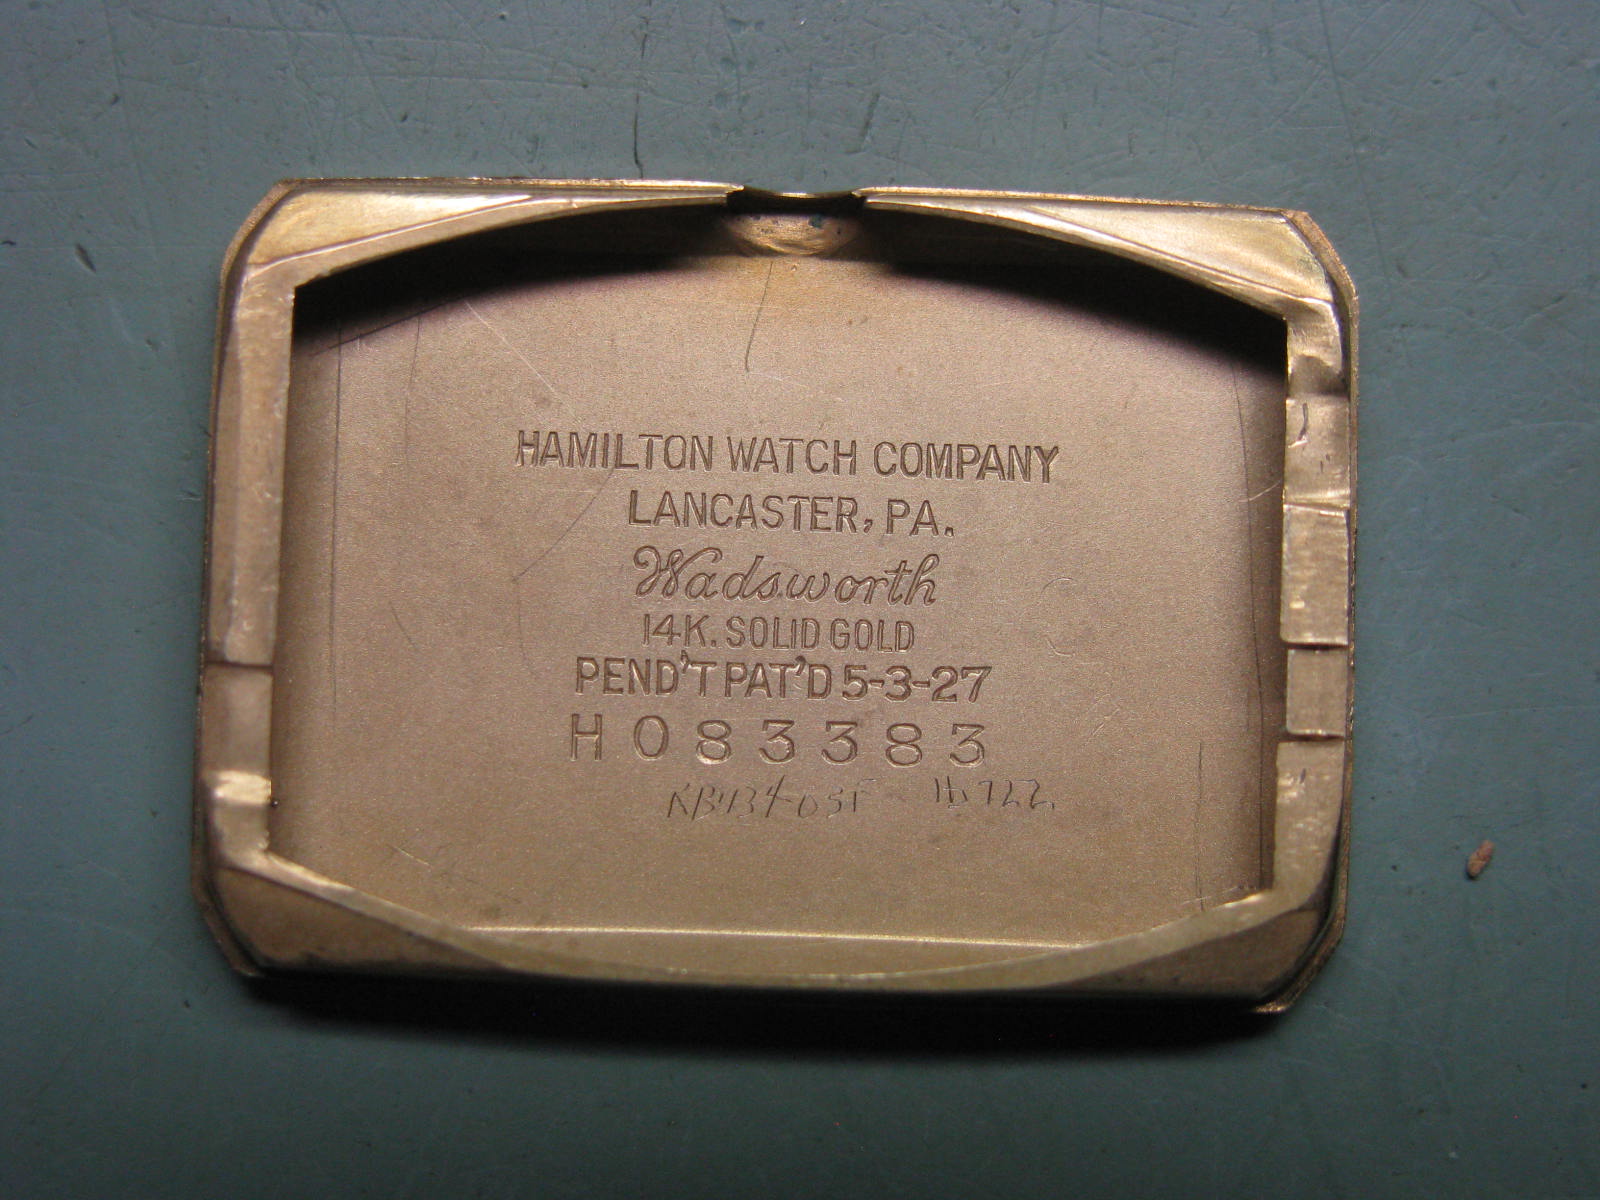 HAMILTON WATCH COMPANY
LANCASTER, PA.
Wadsworth
14K. SOLID GOLD
PEND'T PAT'D 5-3-27
H083383